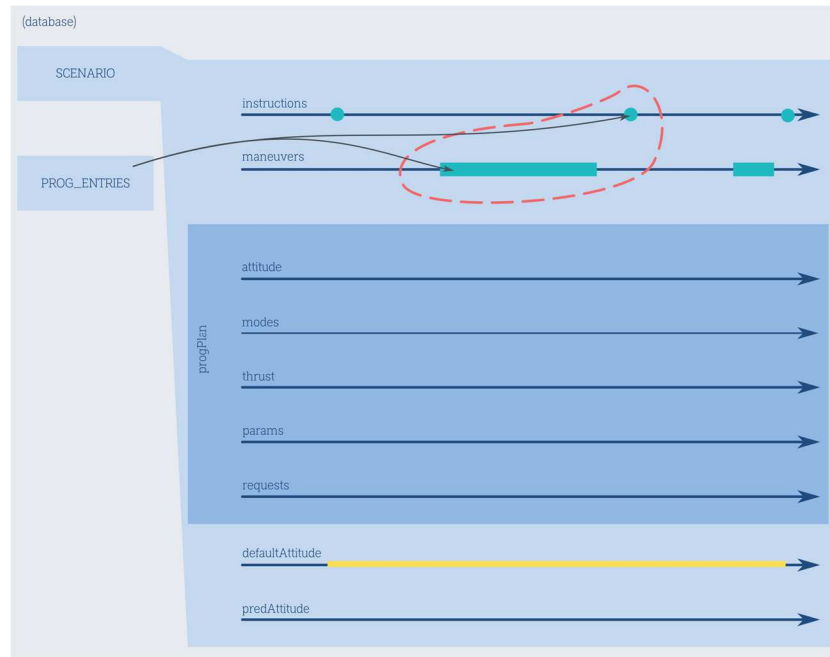 (database)
SCENARIO
instructions
maneuvers
PROG_ENTRIES
attitude
modes
progPlan
thrust
params
requests
defaultAttitude
predAttitude